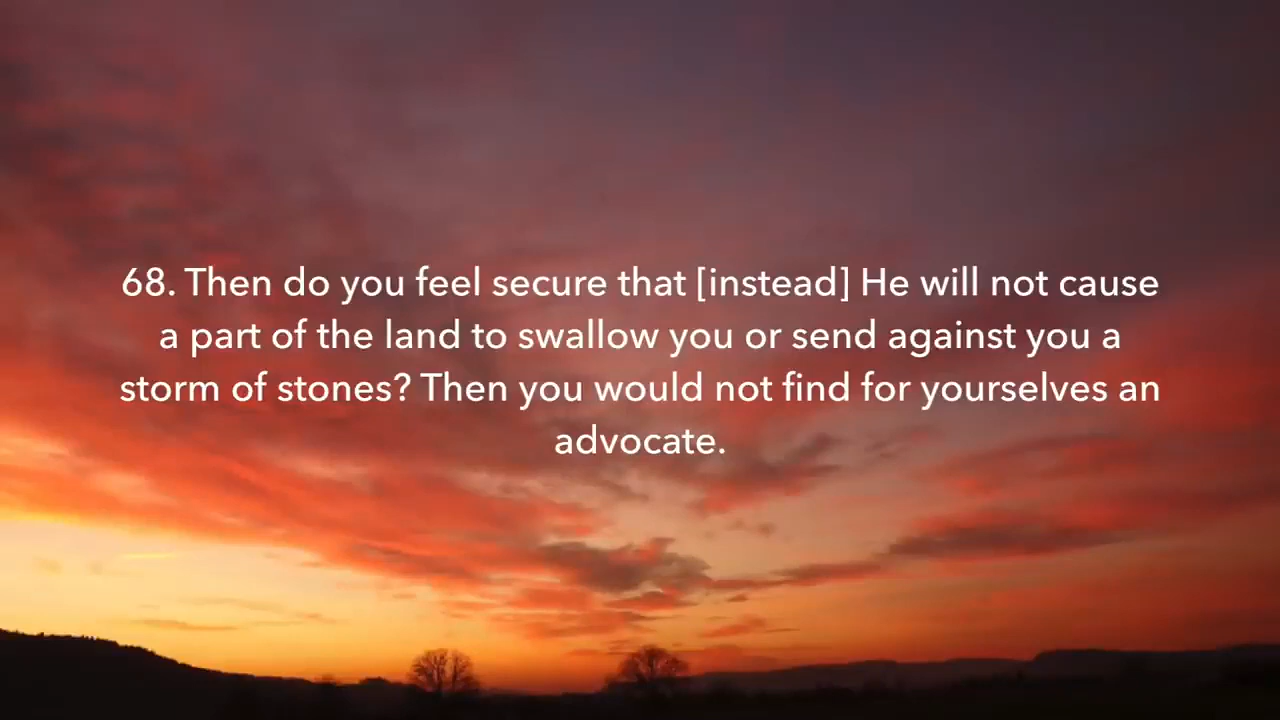 68. Then do you feel secure that [instead] He will not cause
a part of the land to swallow you or send against you a
storm of stones? Then you would not find for yourselves an
advocate.